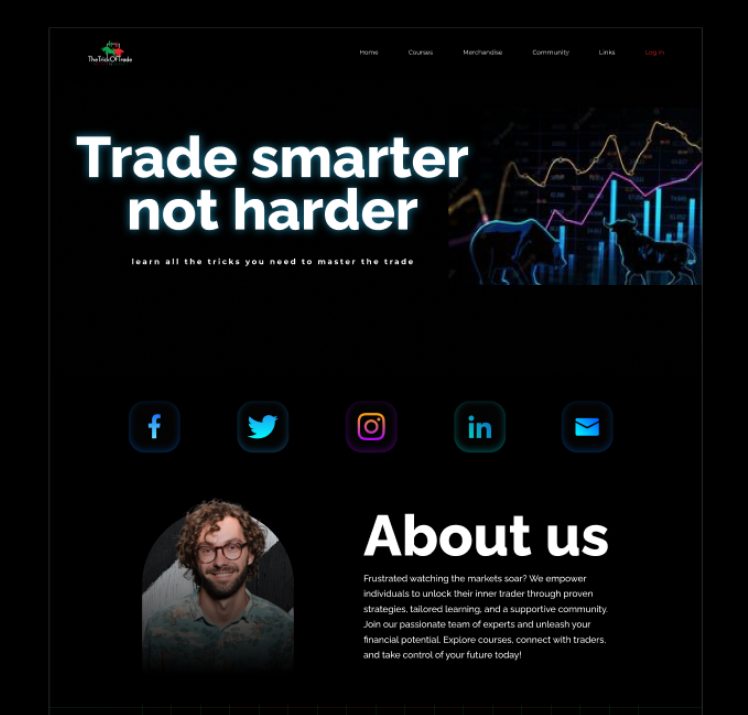 TheTrickOfTrade
Home Courses Merchandise Community Links Log in
Trade smarter
not harder
learn all the tricks you need to master the trade
About us
Frustrated watching the markets soar? We empower
individuals to unlock their inner trader through proven
strategies, tailored learning, and a supportive community.
Join our passionate team of experts and unleash your
financial potential. Explore courses, connect with traders,
and take control of your future today!